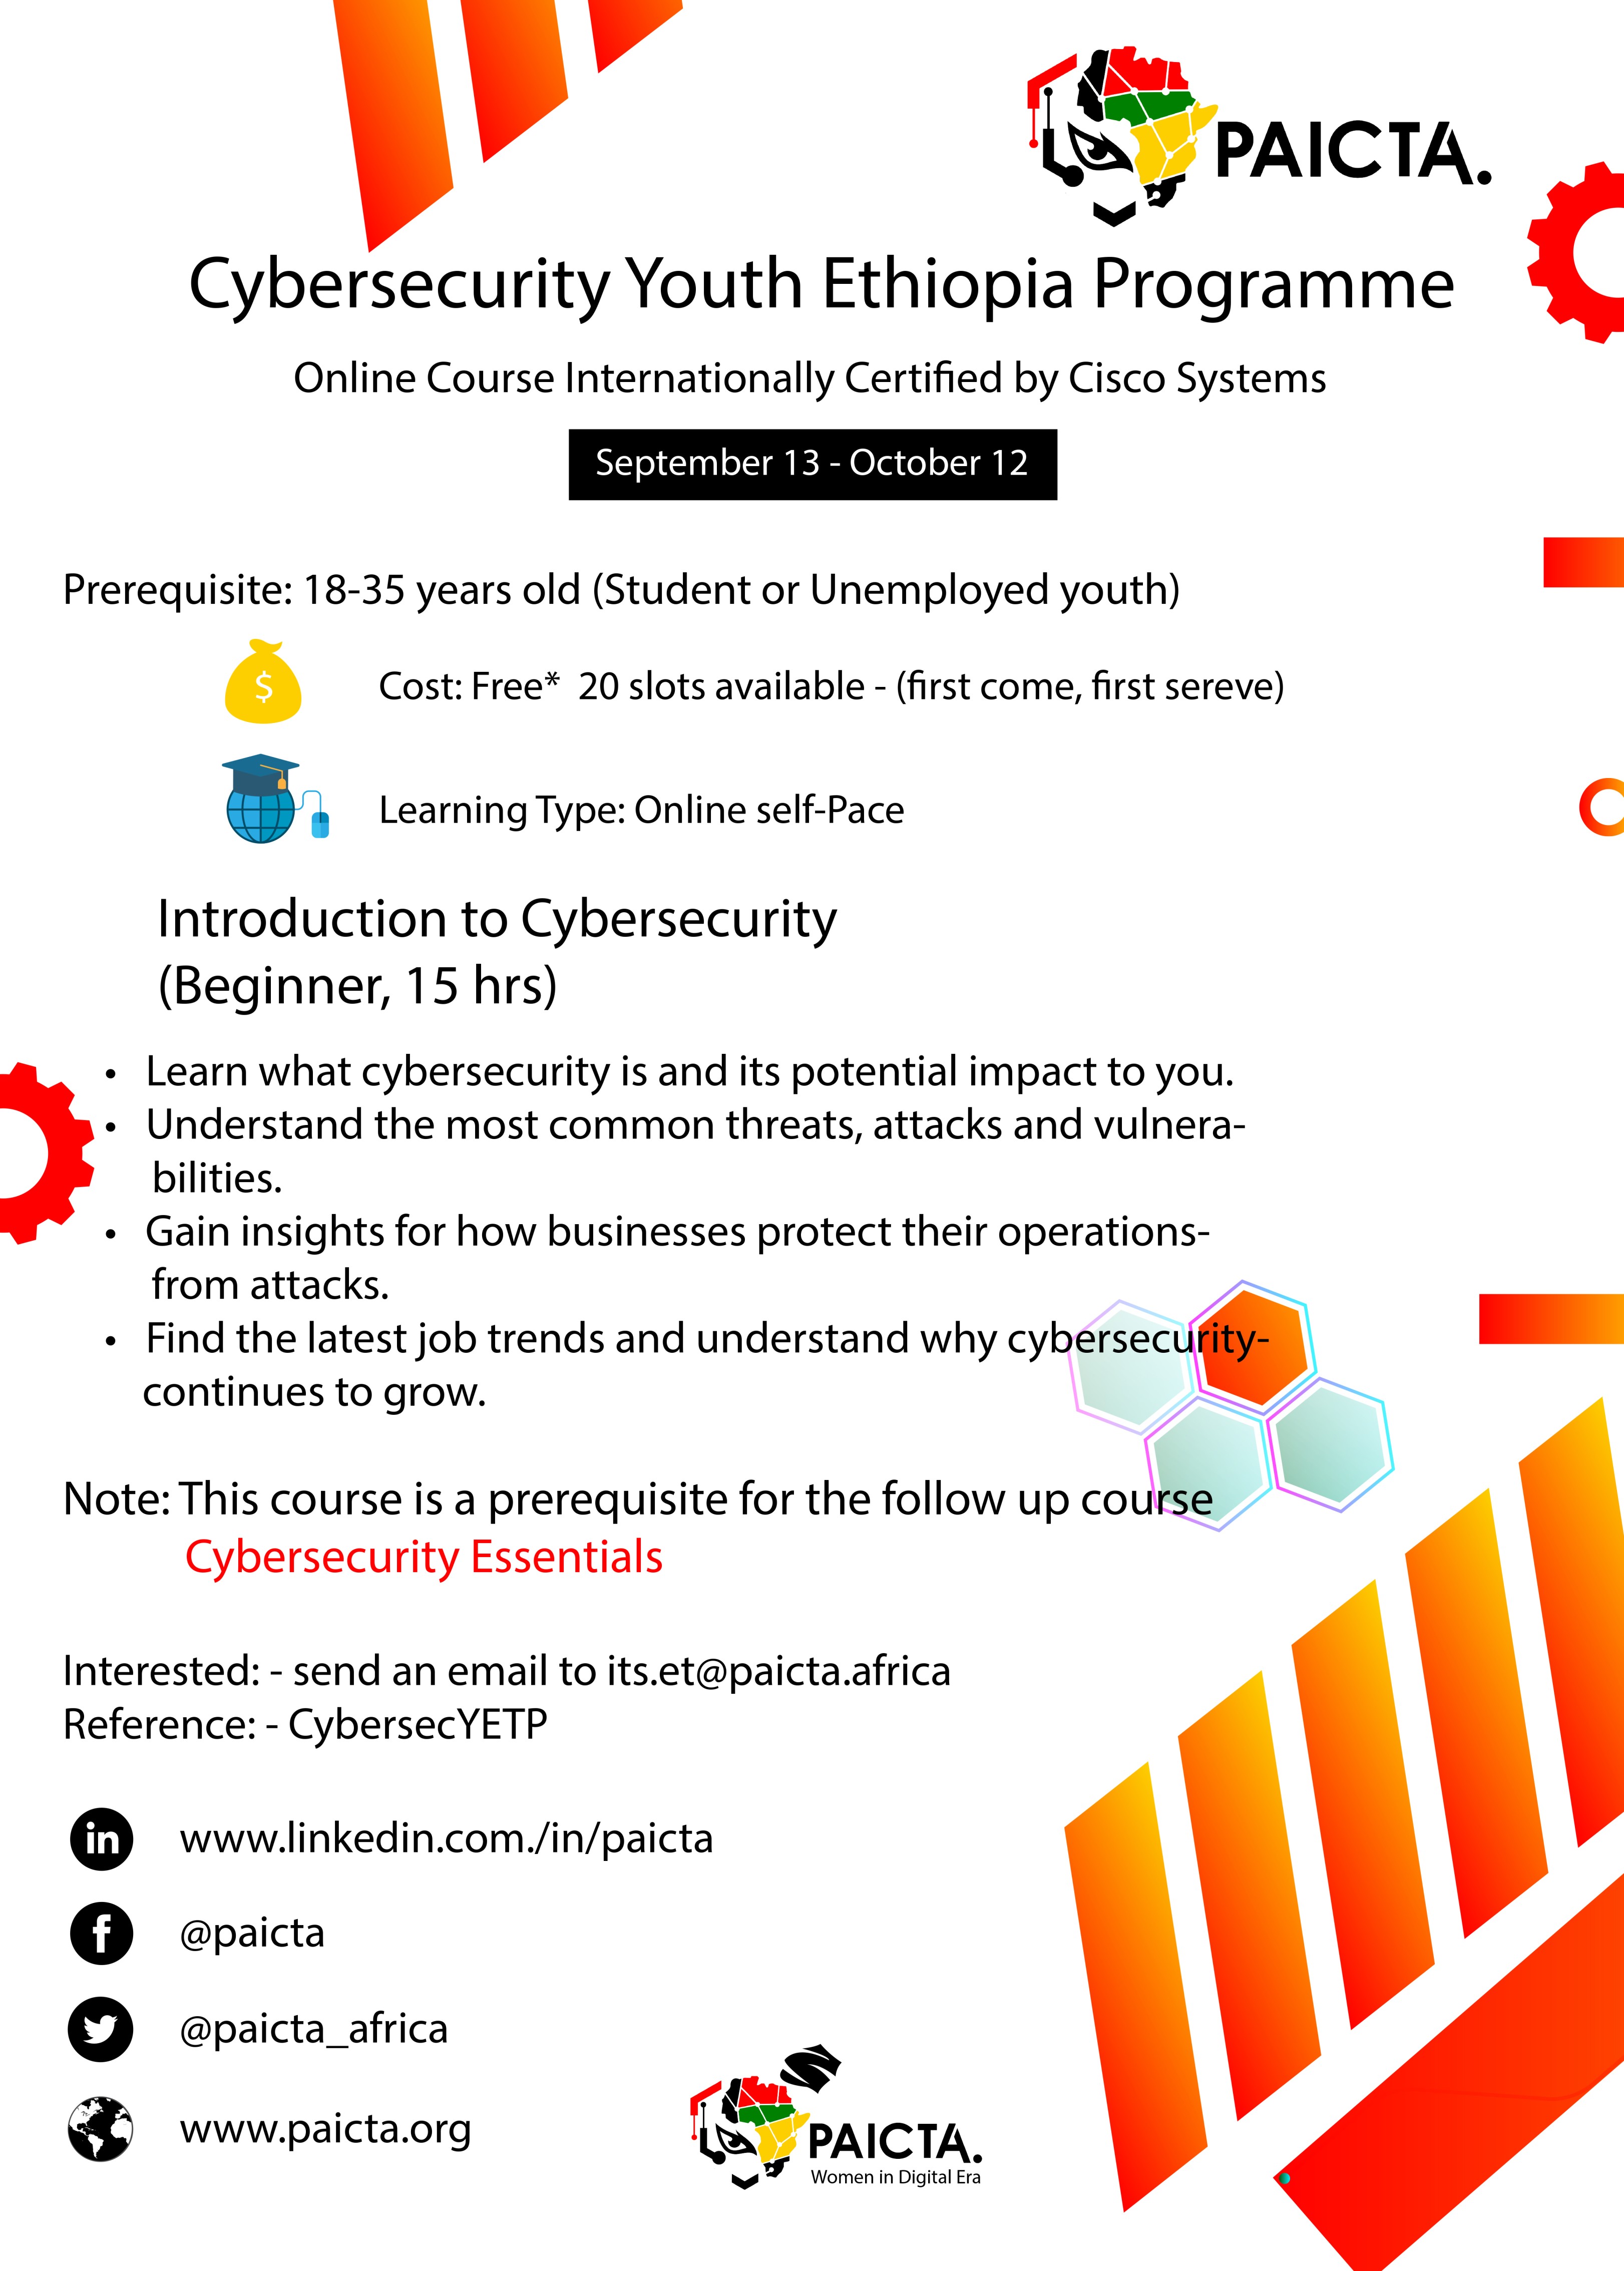 PAICTA.
Cybersecurity Youth Ethiopia Programme
Online Course Internationally Certified by Cisco Systems
September 13 - October 12
Prerequisite: 18-35 years old (Student or Unemployed youth)
$
Cost: Free*  20 slots available - (first come, first sereve)
Learning Type: Online self-Pace
Introduction to Cybersecurity
(Beginner, 15 hrs)
• Learn what cybersecurity is and its potential impact to you.
• Understand the most common threats, attacks and vulnera-
bilities.
• Gain insights for how businesses protect their operations-
from attacks.
• Find the latest job trends and understand why cybersecurity-
continues to grow.
Note: This course is a prerequisite for the follow up course
Cybersecurity Essentials
Interested: - send an email to its.et@paicta.africa
Reference: - CybersecYETP
in www.linkedin.com./in/paicta
f @paicta
@paicta_africa
www.paicta.org
PAICTA.
Women in Digital Era